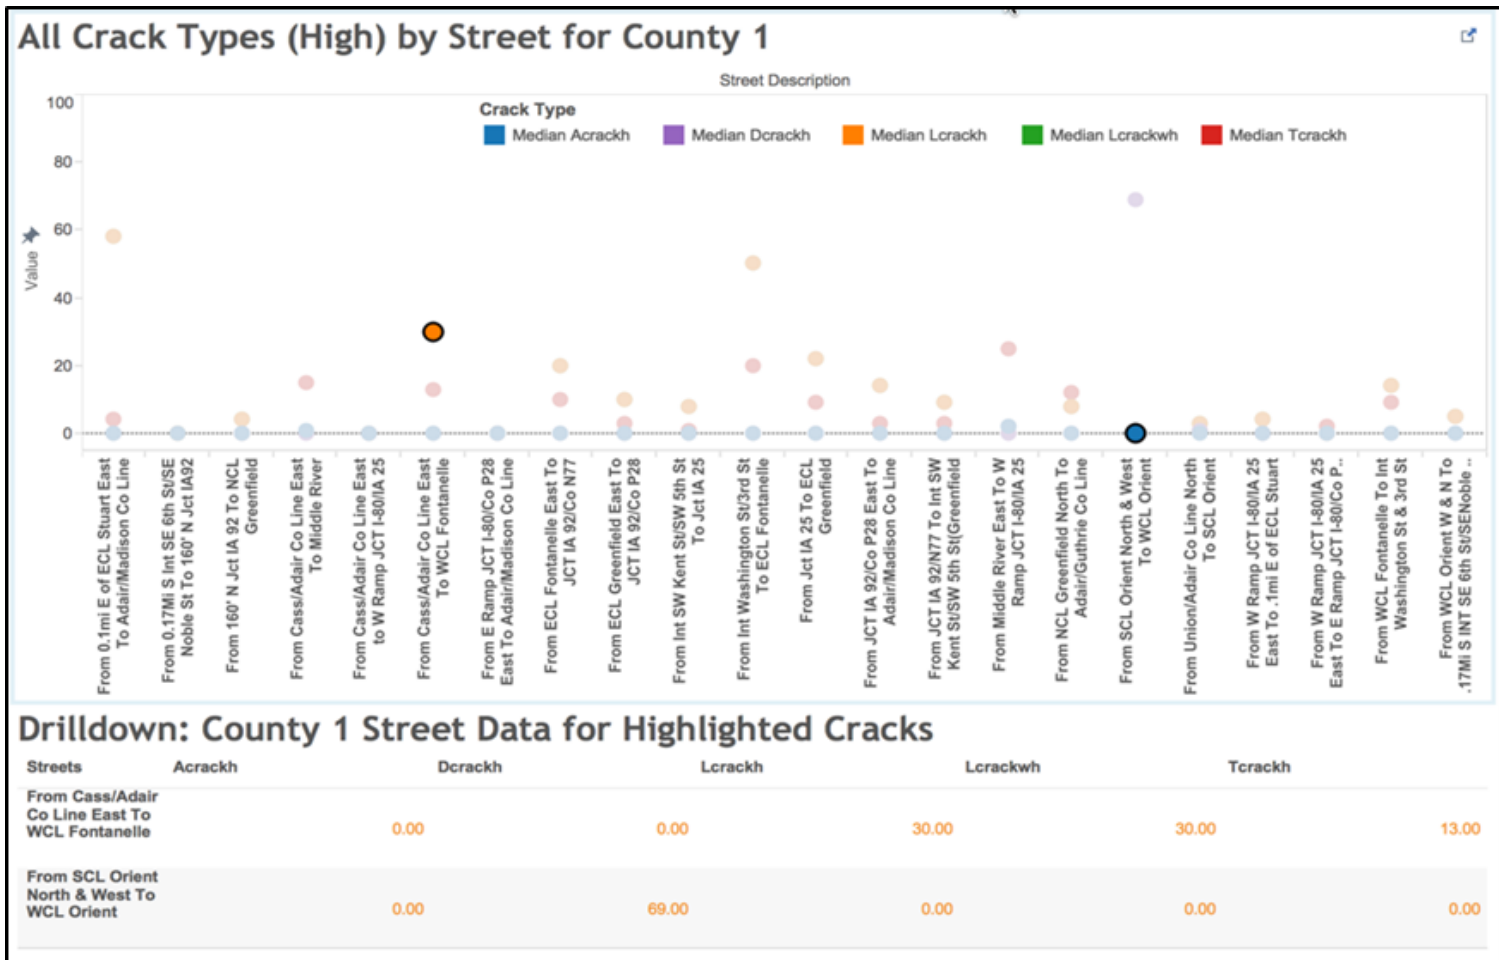 All Crack Types (High) by Street for County 1
Street Description
Crack Type
Median Acrackh
Median Dcrackh
Median Lcrackh
Median Lcrackwh
Median Tcrackh
Value
100
80
60
40
20
0
From 0.1mi E of ECL Stuart East
To Adair/Madison Co Line
From 0.17Mi S Int SE 6th St/SE
Noble St To 160' N Jct IA92
From 160' N Jct IA 92 To NCL
Greenfield
From Cass/Adair Co Line East
To Middle River
From Cass/Adair Co Line East
to W Ramp JCT I-80/IA 25
From Cass/Adair Co Line East
To WCL Fontanelle
From E Ramp JCT I-80/Co P28
East To Adair/Madison Co Line
From ECL Fontanelle East To
JCT IA 92/Co N77
From ECL Greenfield East To
JCT IA 92/Co P28
From Int SW Kent St/SW 5th St
To Jct IA 25
From Int Washington St/3rd St
To ECL Fontanelle
From Jct IA 25 To ECL
Greenfield
From JCT IA 92/Co P28 East To
Adair/Madison Co Line
From JCT IA 92/N77 To Int SW
Kent St/SW 5th St(Greenfield
From Middle River East To W
Ramp JCT I-80/IA 25
From NCL Greenfield North To
Adair/Guthrie Co Line
From SCL Orient North & West
To WCL Orient
From Union/Adair Co Line North
To SCL Orient
From W Ramp JCT I-80/IA 25
East To .1mi E of ECL Stuart
From W Ramp JCT I-80/IA 25
East To E Ramp JCT I-80/Co P..
From WCL Fontanelle To Int
Washington St & 3rd St
From WCL Orient W & N To
.17Mi S INT SE 6th St/SENoble ..
Drilldown: County 1 Street Data for Highlighted Cracks
Streets Acrackh Dcrackh Lcrackh Lcrackwh Tcrackh
From Cass/Adair
Co Line East To
WCL Fontanelle 0.00 0.00 30.00 30.00 13.00
From SCL Orient
North & West To
WCL Orient 0.00 69.00 0.00 0.00 0.00